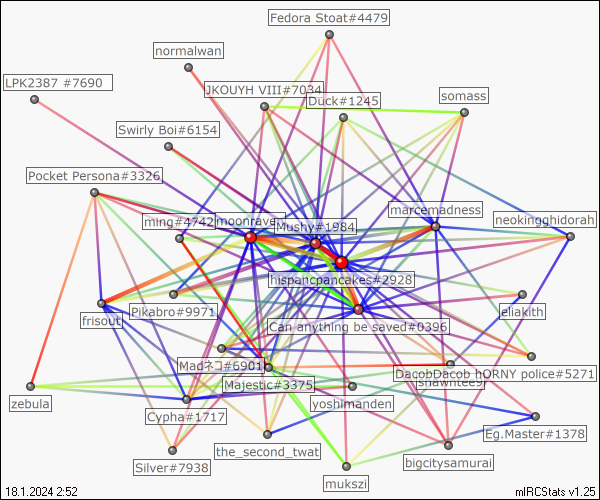 Fedora Stoat#4479
normalwan
LPK2387 #7690
JKOUYH VIII#7034
Duck#1245
somass
Swirly Boi#6154
Pocket Persona#3326
marcemadness
ming#4742
moonraven
Mushy#1984
neokingghidorah
hispancpancakes#2928
Pikabro#9971
eliakith
frisout
Can anything be saved#0396
Madネコ#6901
DacobDacob hORNY police#5271
Majestic#3375
shawntee5
zebula
yoshimanden
Cypha#1717
Eg.Master#1378
the_second_twat
bigcitysamurai
Silver#7938
mukszi
18.1.2024 2:52
mIRCStats v1.25